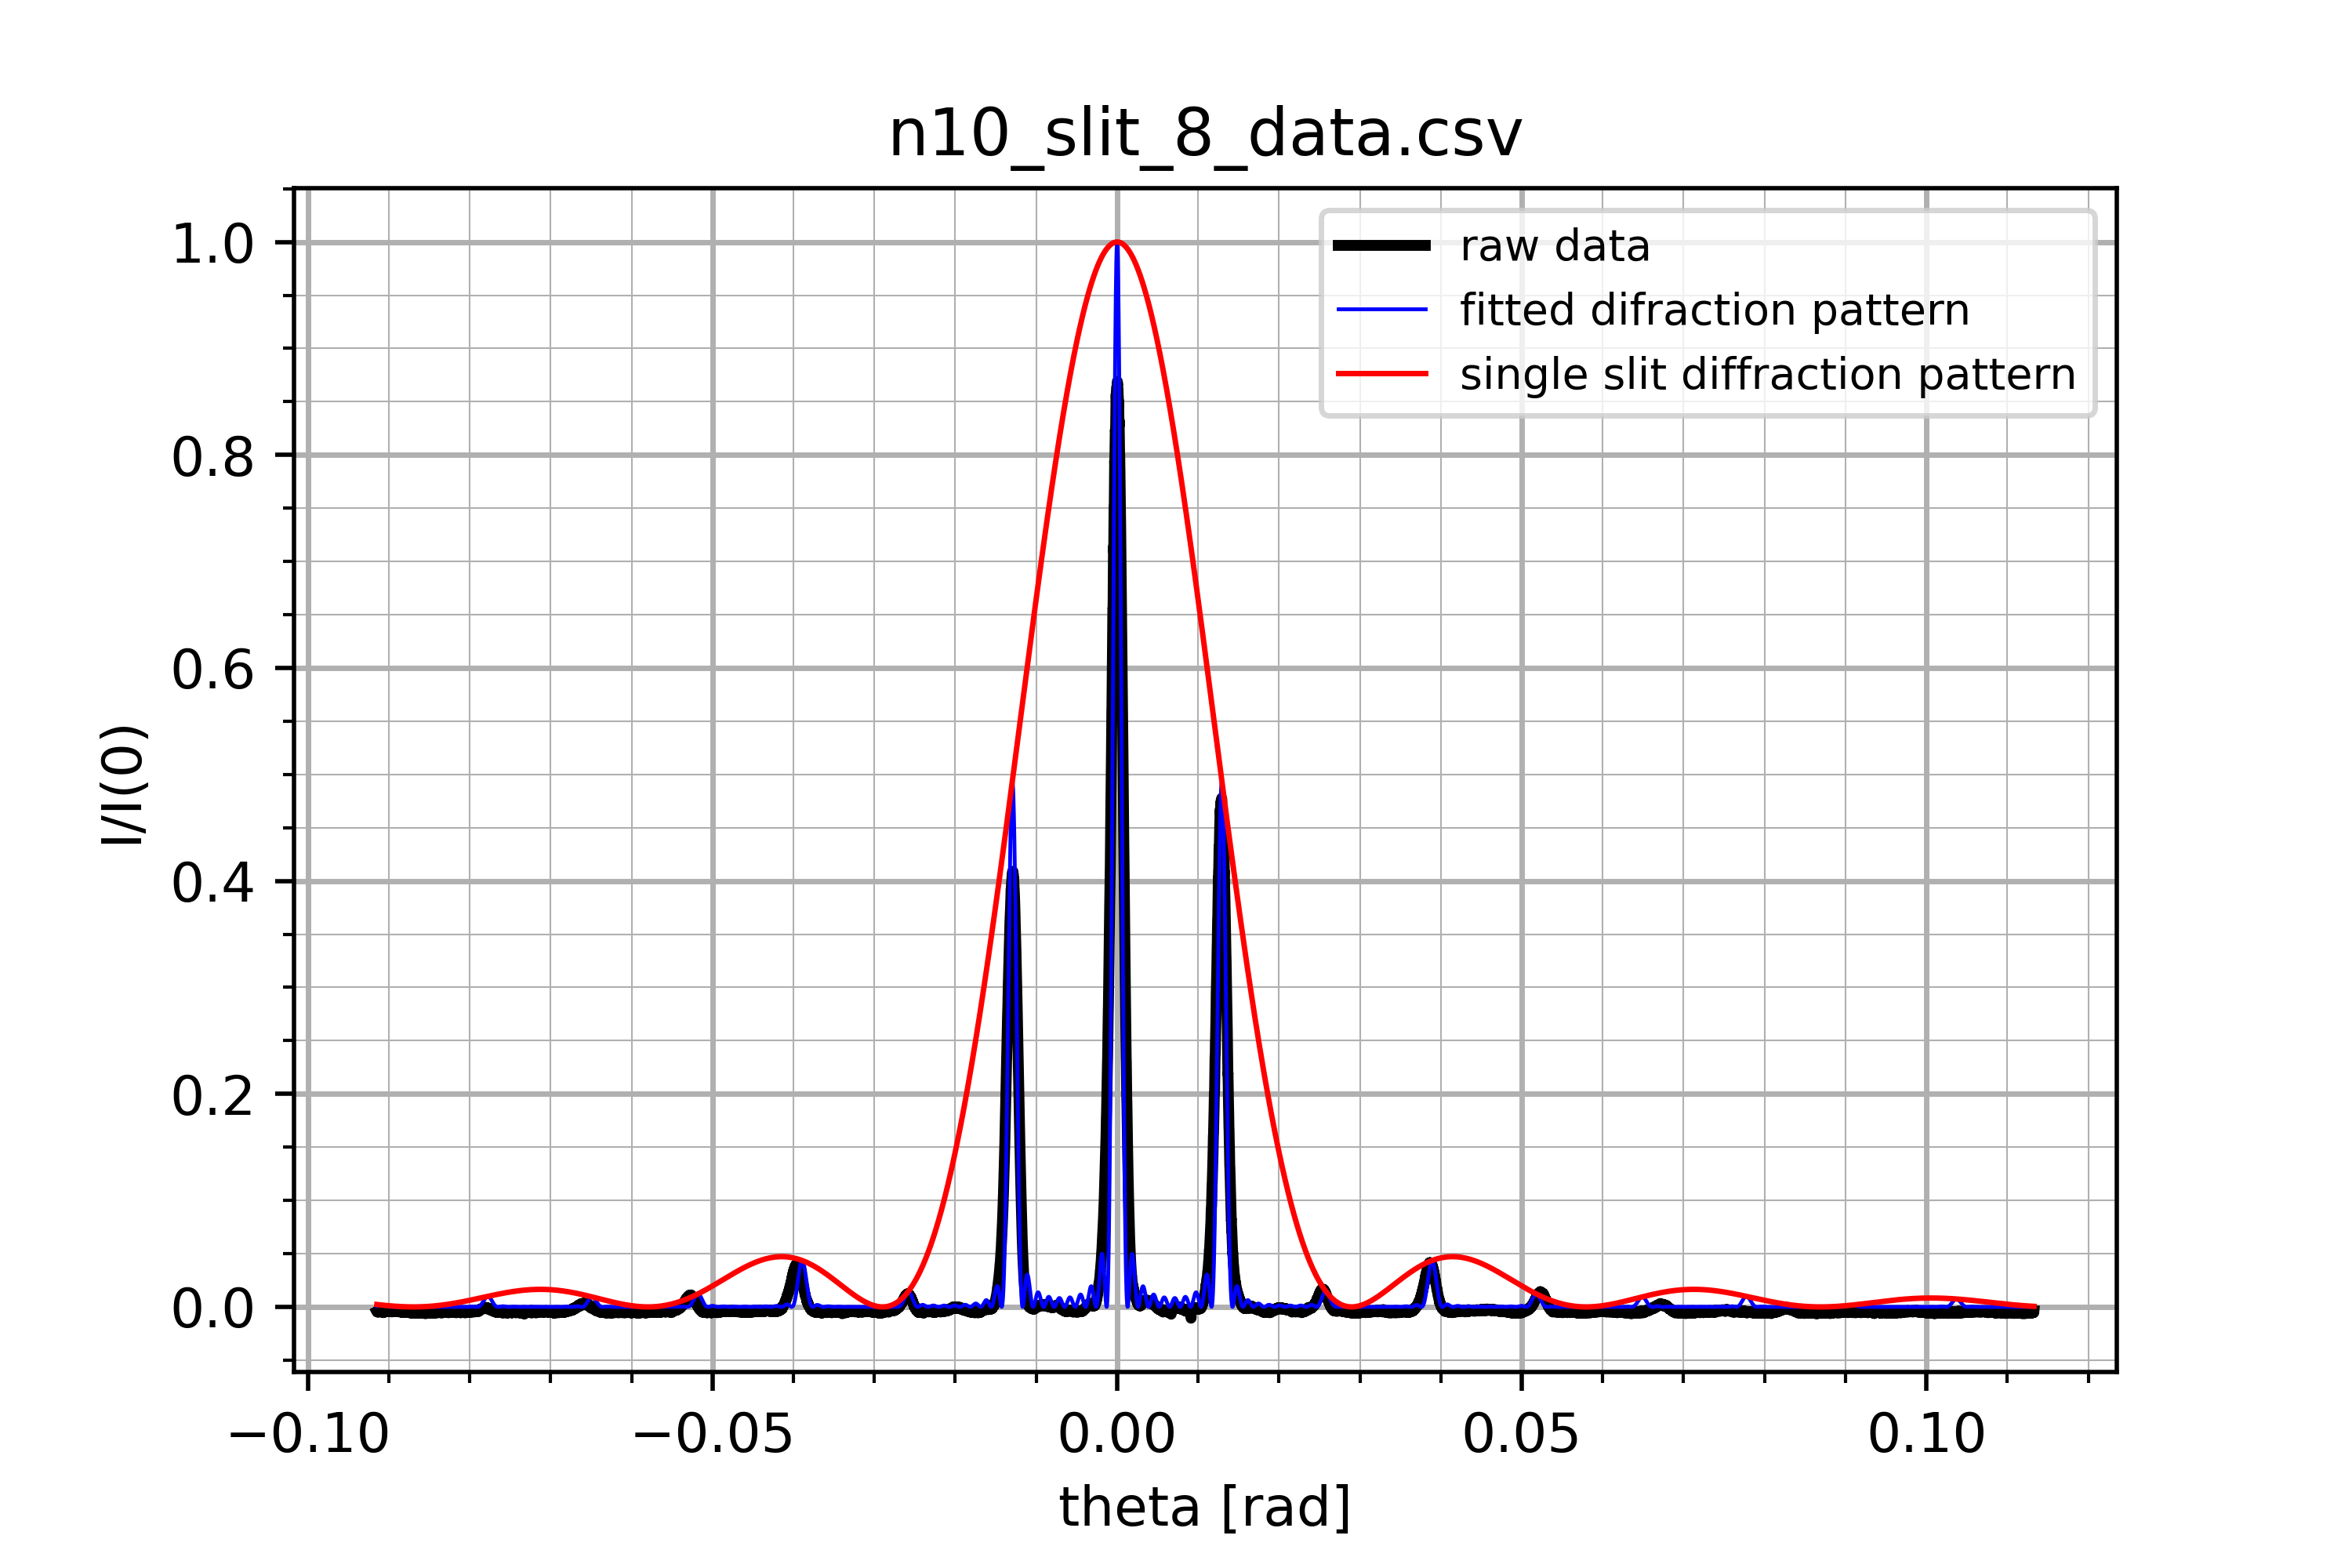 n10_slit_8_data.csv
raw data
fitted difraction pattern
single slit diffraction pattern
1.0
0.8
0.6
0.4
0.2
0.0
I/I(0)
−0.10
−0.05
0.00
0.05
0.10
theta [rad]